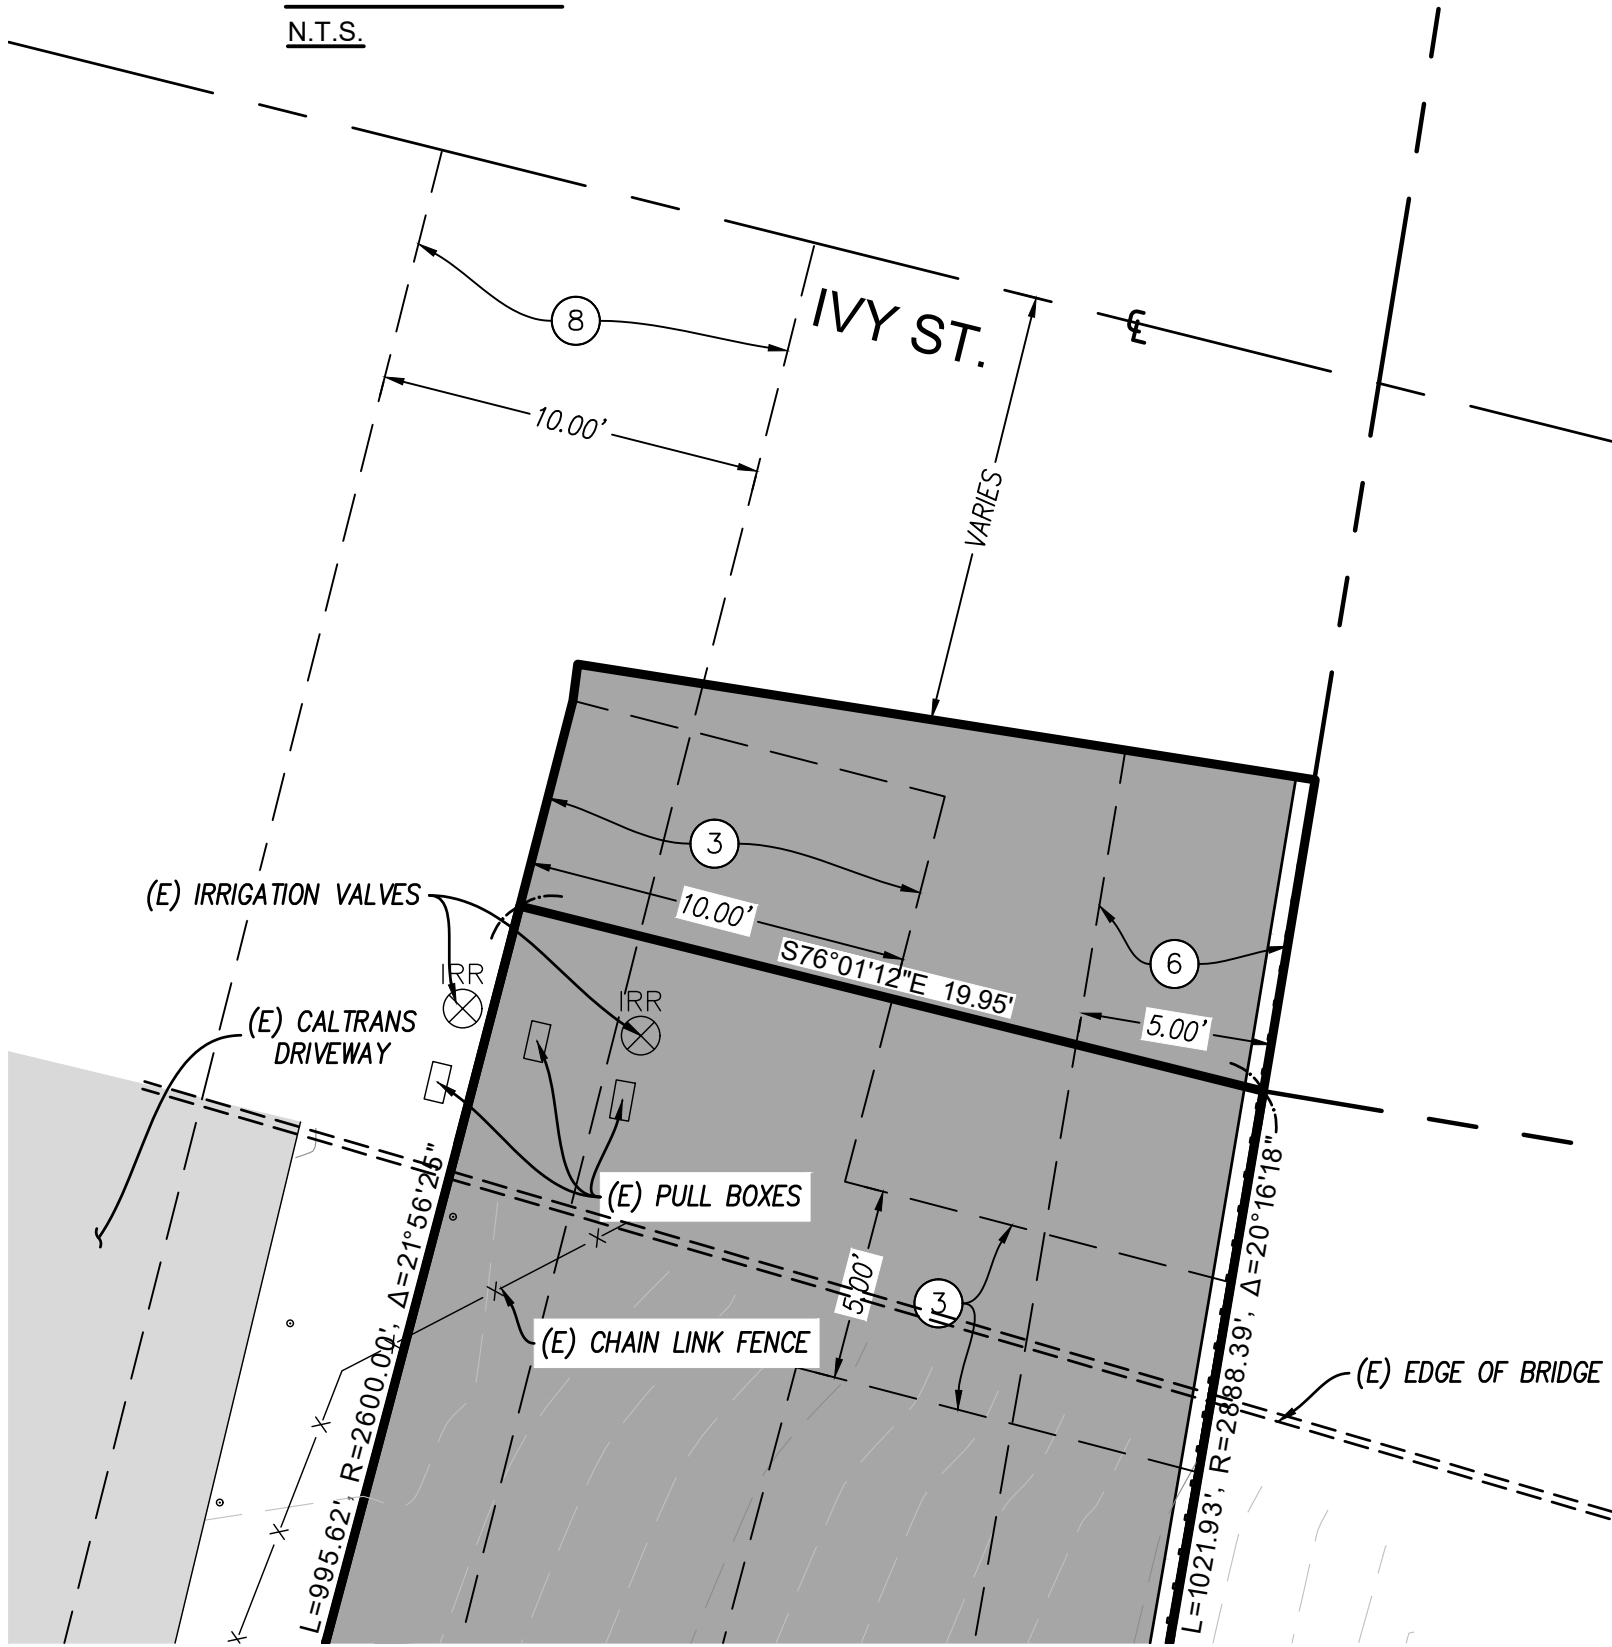 N.T.S.
8
IVY ST.
℄
10.00'
VARIES
3
(E) IRRIGATION VALVES
10.00'
S76°01'12"E 19.95'
6
IRR
IRR
(E) CALTRANS
DRIVEWAY
5.00'
(E) PULL BOXES
5.00'
3
(E) CHAIN LINK FENCE
(E) EDGE OF BRIDGE
L=995.62', R=2600.00', Δ=21°56'25"
L=1021.93', R=2888.39', Δ=20°16'18"